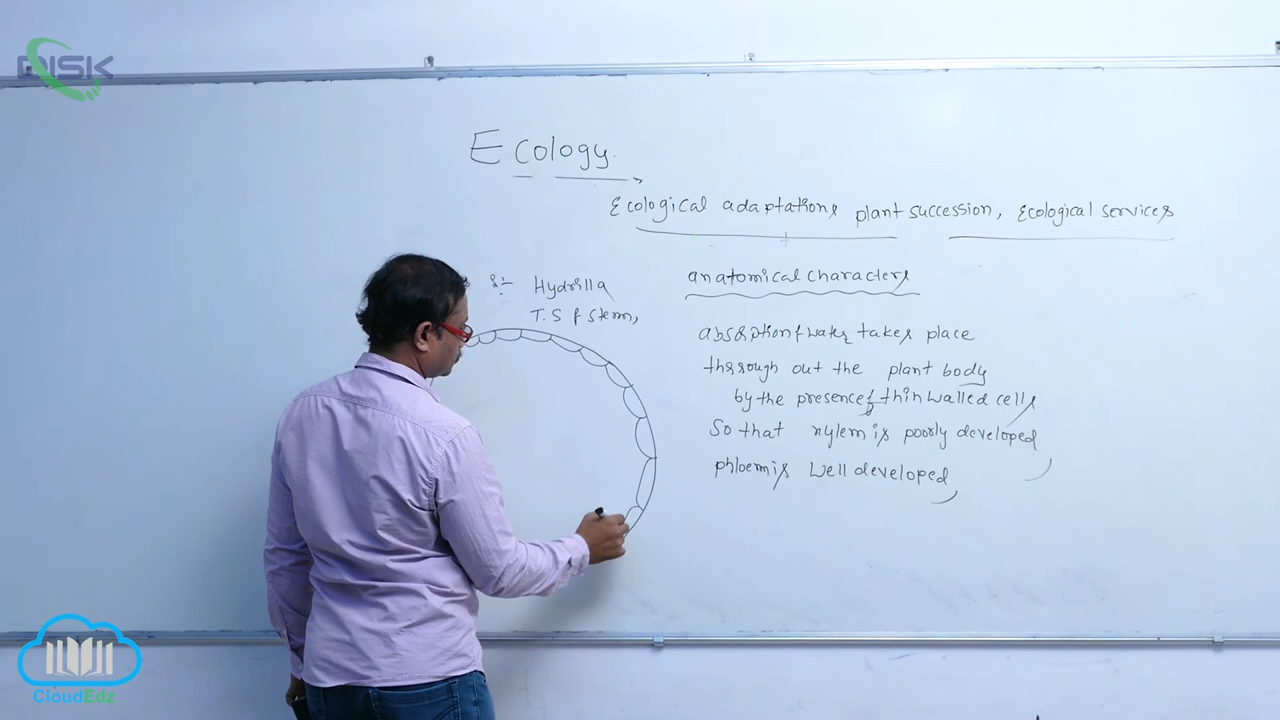 DISK
Ecology.
Ecological adaptations plant succession, Ecological services
anatomical characters
Hydrilla
T.S of stem,
absorption of water takes place
through out the plant body
by the presence of thin walled cells
so that xylem is poorly developed
phloem is well developed,
CloudEdz